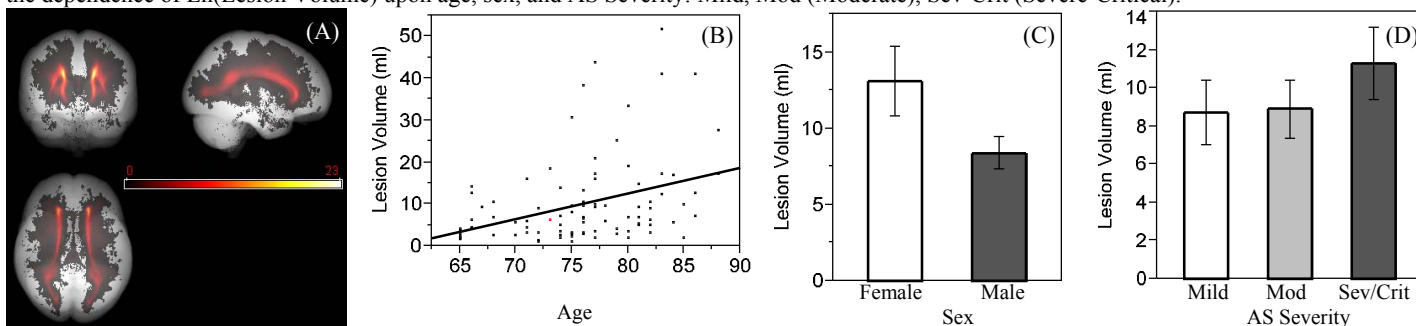 the dependence of Ln(Lesion Volume) upon age, sex, and AS Severity. Mild, Mod (Moderate), Sev-Crit (Severe-Critical).
(A)
0
23
(B)
Lesion Volume (ml)
50
40
30
20
10
0
65
70
75
80
85
90
Age
(C)
Lesion Volume (ml)
15
10
5
0
Female
Male
Sex
(D)
Lesion Volume (ml)
14
12
10
8
6
4
2
0
Mild
Mod
Sev/Crit
AS Severity